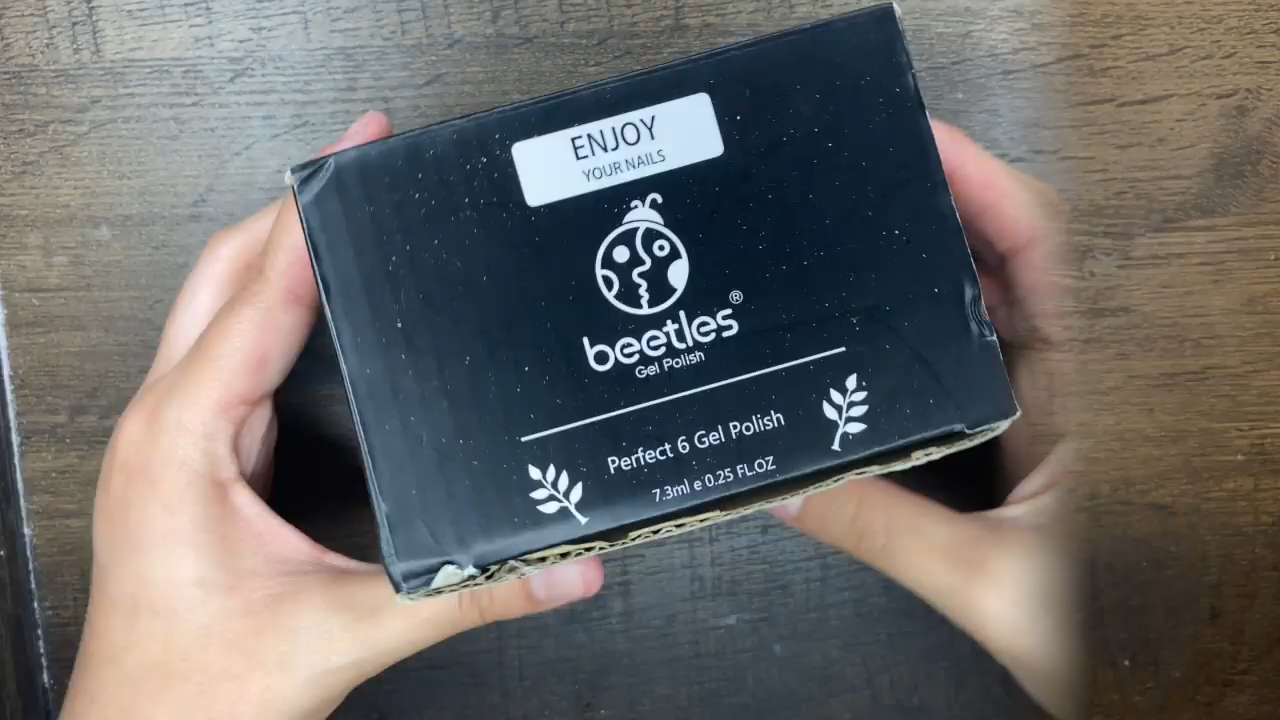 ENJOY
YOUR NAILS
beetles®
Gel Polish
Perfect 6 Gel Polish
7.3ml e 0.25 FL.OZ